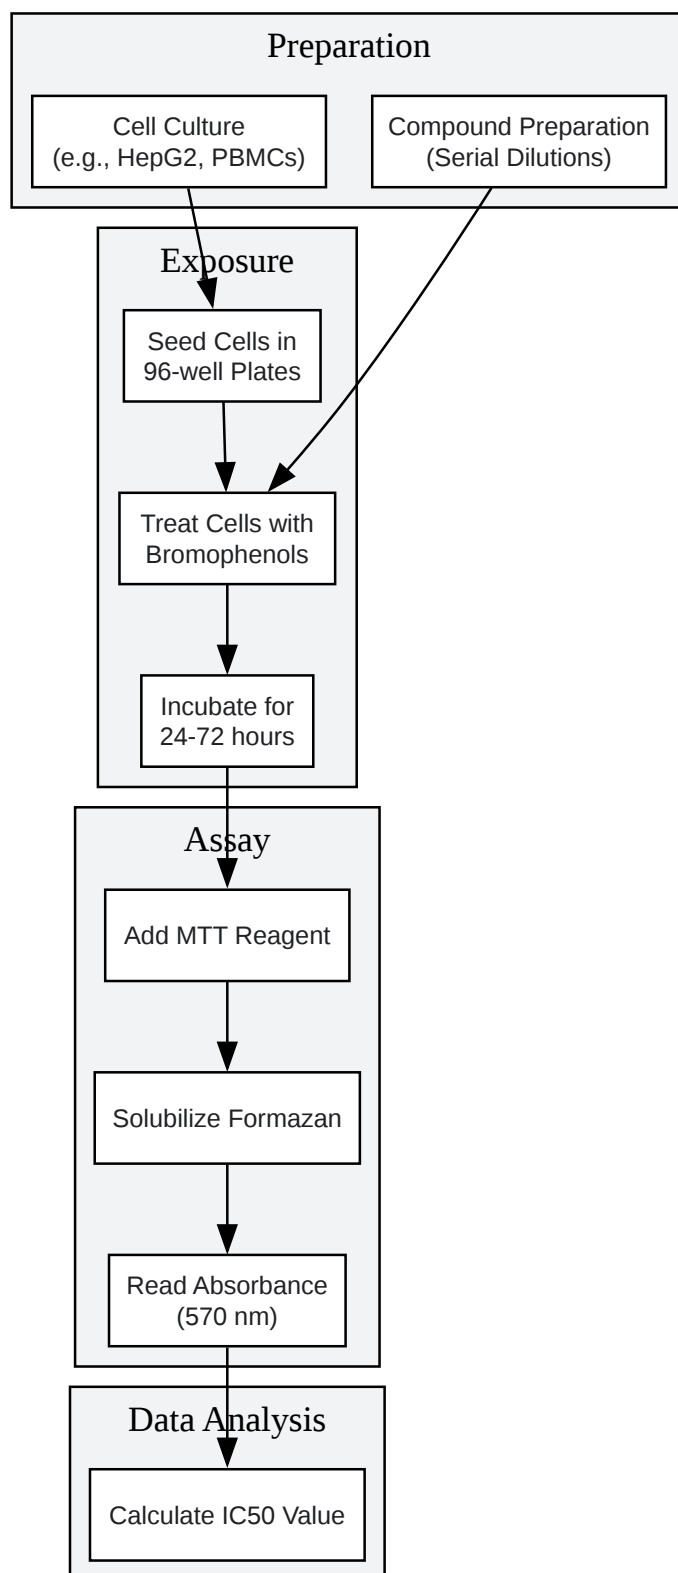 Preparation
Cell Culture
(e.g., HepG2, PBMCs)
Compound Preparation
(Serial Dilutions)
Exposure
Seed Cells in
96-well Plates
Treat Cells with
Bromophenols
Incubate for
24-72 hours
Assay
Add MTT Reagent
Solubilize Formazan
Read Absorbance
(570 nm)
Data Analysis
Calculate IC50 Value